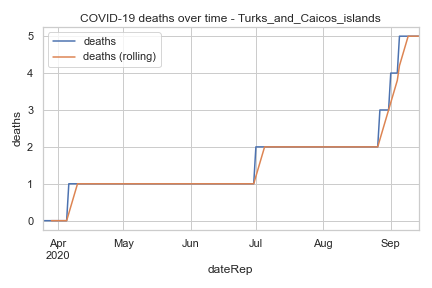 COVID-19 deaths over time - Turks_and_Caicos_islands
deaths
deaths (rolling)
5
4
3
2
1
0
deaths
Apr May Jun Jul Aug Sep
2020
dateRep